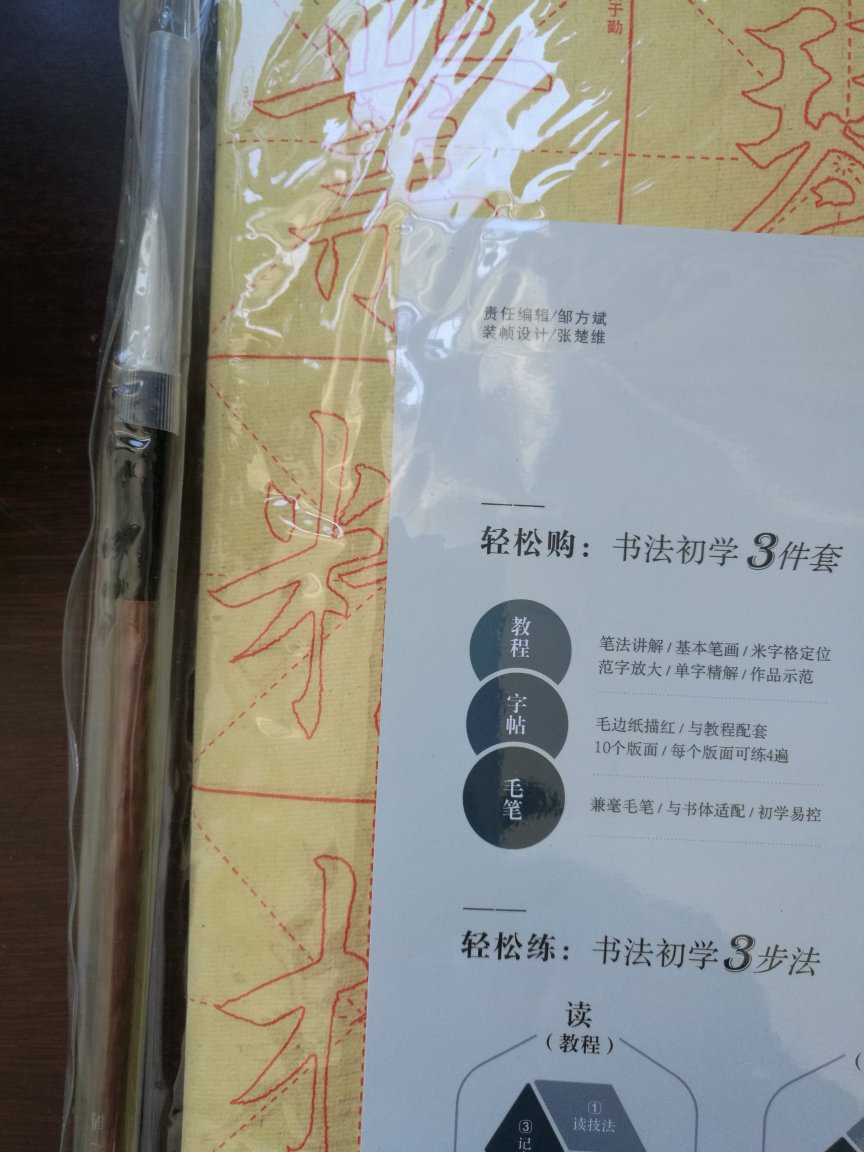 于勤
责任编辑/邹方斌
装帧设计/张楚维
轻松购：书法初学3件套
教程
笔法讲解/基本笔画/米字格定位
范字放大/单字精解/作品示范
字帖
毛边纸描红/与教程配套
10个版面/每个版面可练4遍
毛笔
兼毫毛笔/与书体适配/初学易控
轻松练：书法初学3步法
读
（教程）
①
读技法
③
记